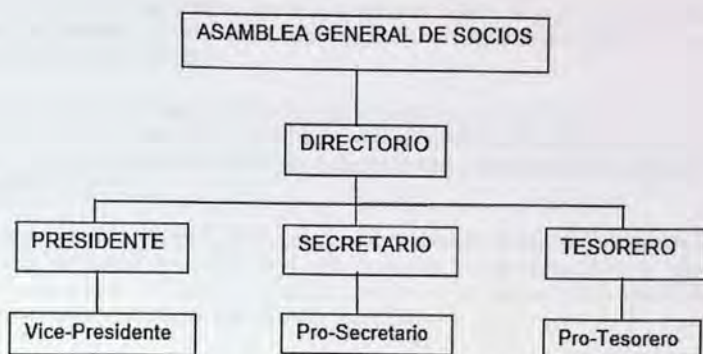 ASAMBLEA GENERAL DE SOCIOS
DIRECTORIO
PRESIDENTE
SECRETARIO
TESORERO
Vice-Presidente
Pro-Secretario
Pro-Tesorero